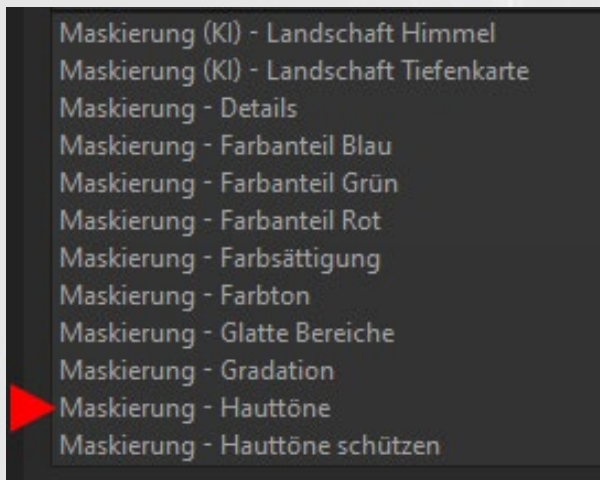 Maskierung (KI) - Landschaft Himmel
Maskierung (KI) - Landschaft Tiefenkarte
Maskierung - Details
Maskierung - Farbanteil Blau
Maskierung - Farbanteil Grün
Maskierung - Farbanteil Rot
Maskierung - Farbsättigung
Maskierung - Farbton
Maskierung - Glatte Bereiche
Maskierung - Gradation
Maskierung - Hauttöne
Maskierung - Hauttöne schützen